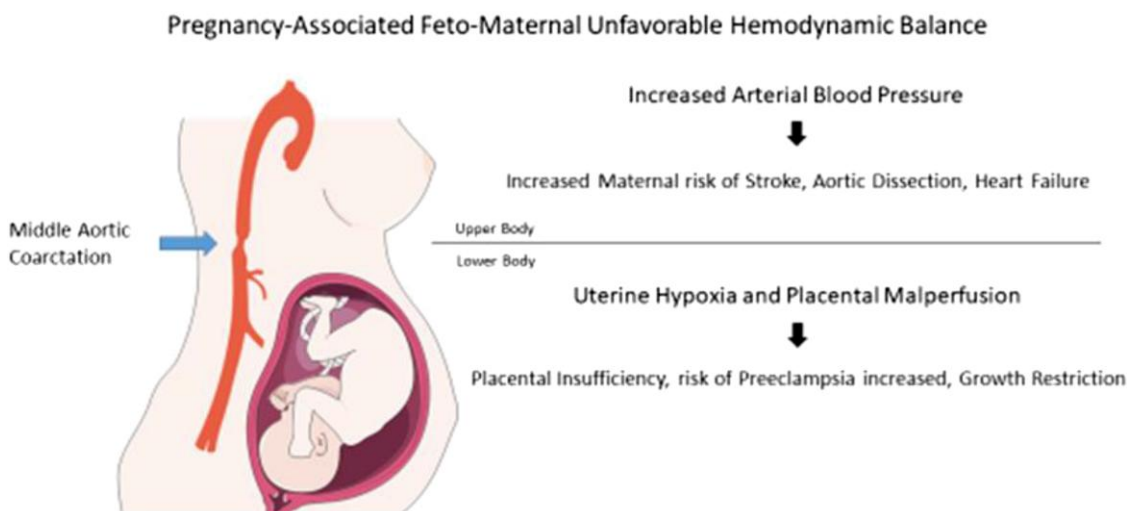 Pregnancy-Associated Feto-Maternal Unfavorable Hemodynamic Balance
Increased Arterial Blood Pressure
Increased Maternal risk of Stroke, Aortic Dissection, Heart Failure
Middle Aortic
Coarctation
Upper Body
Lower Body
Uterine Hypoxia and Placental Malperfusion
Placental Insufficiency, risk of Preeclampsia increased, Growth Restriction